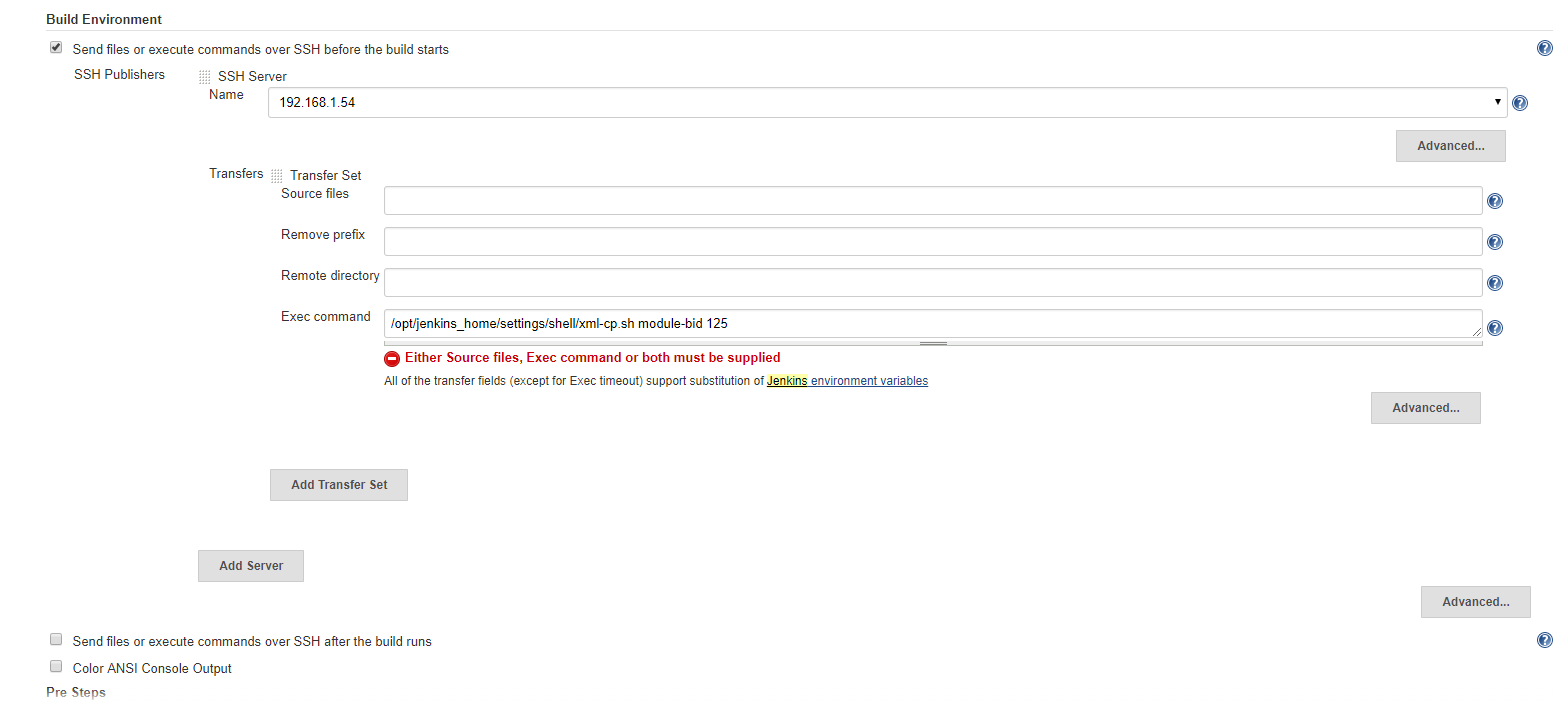 Build Environment
Send files or execute commands over SSH before the build starts
SSH Publishers
SSH Server
Name
192.168.1.54
Advanced...
Transfers
Transfer Set
Source files
Remove prefix
Remote directory
Exec command
/opt/jenkins_home/settings/shell/xml-cp.sh module-bid 125
Either Source files, Exec command or both must be supplied
All of the transfer fields (except for Exec timeout) support substitution of Jenkins environment variables
Advanced...
Add Transfer Set
Add Server
Advanced...
Send files or execute commands over SSH after the build runs
Color ANSI Console Output
Pre Steps